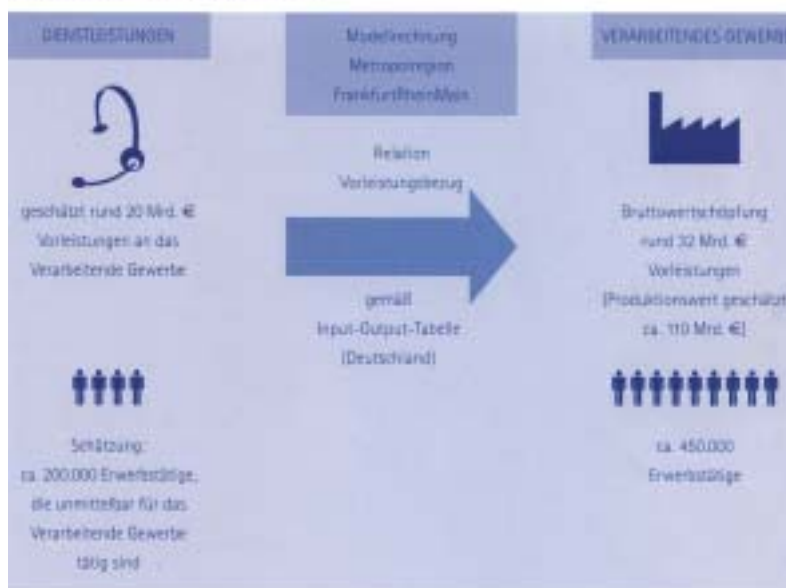 DIENSTLEISTUNGEN
geschätzt rund 20 Mrd. €
Vorleistungen an das
Verarbeitende Gewerbe
Schätzung:
ca. 200.000 Erwerbstätige,
die unmittelbar für das
Verarbeitende Gewerbe
tätig sind
Modellrechnung
Metropolregion
FrankfurtRheinMain
Relation
Vorleistungsbezug
gemäß
Input-Output-Tabelle
(Deutschland)
VERARBEITENDES GEWERBE
Bruttowertschöpfung
rund 32 Mrd. €
Vorleistungen
(Produktionswert geschätzt
ca. 110 Mrd. €)
ca. 450.000
Erwerbstätige